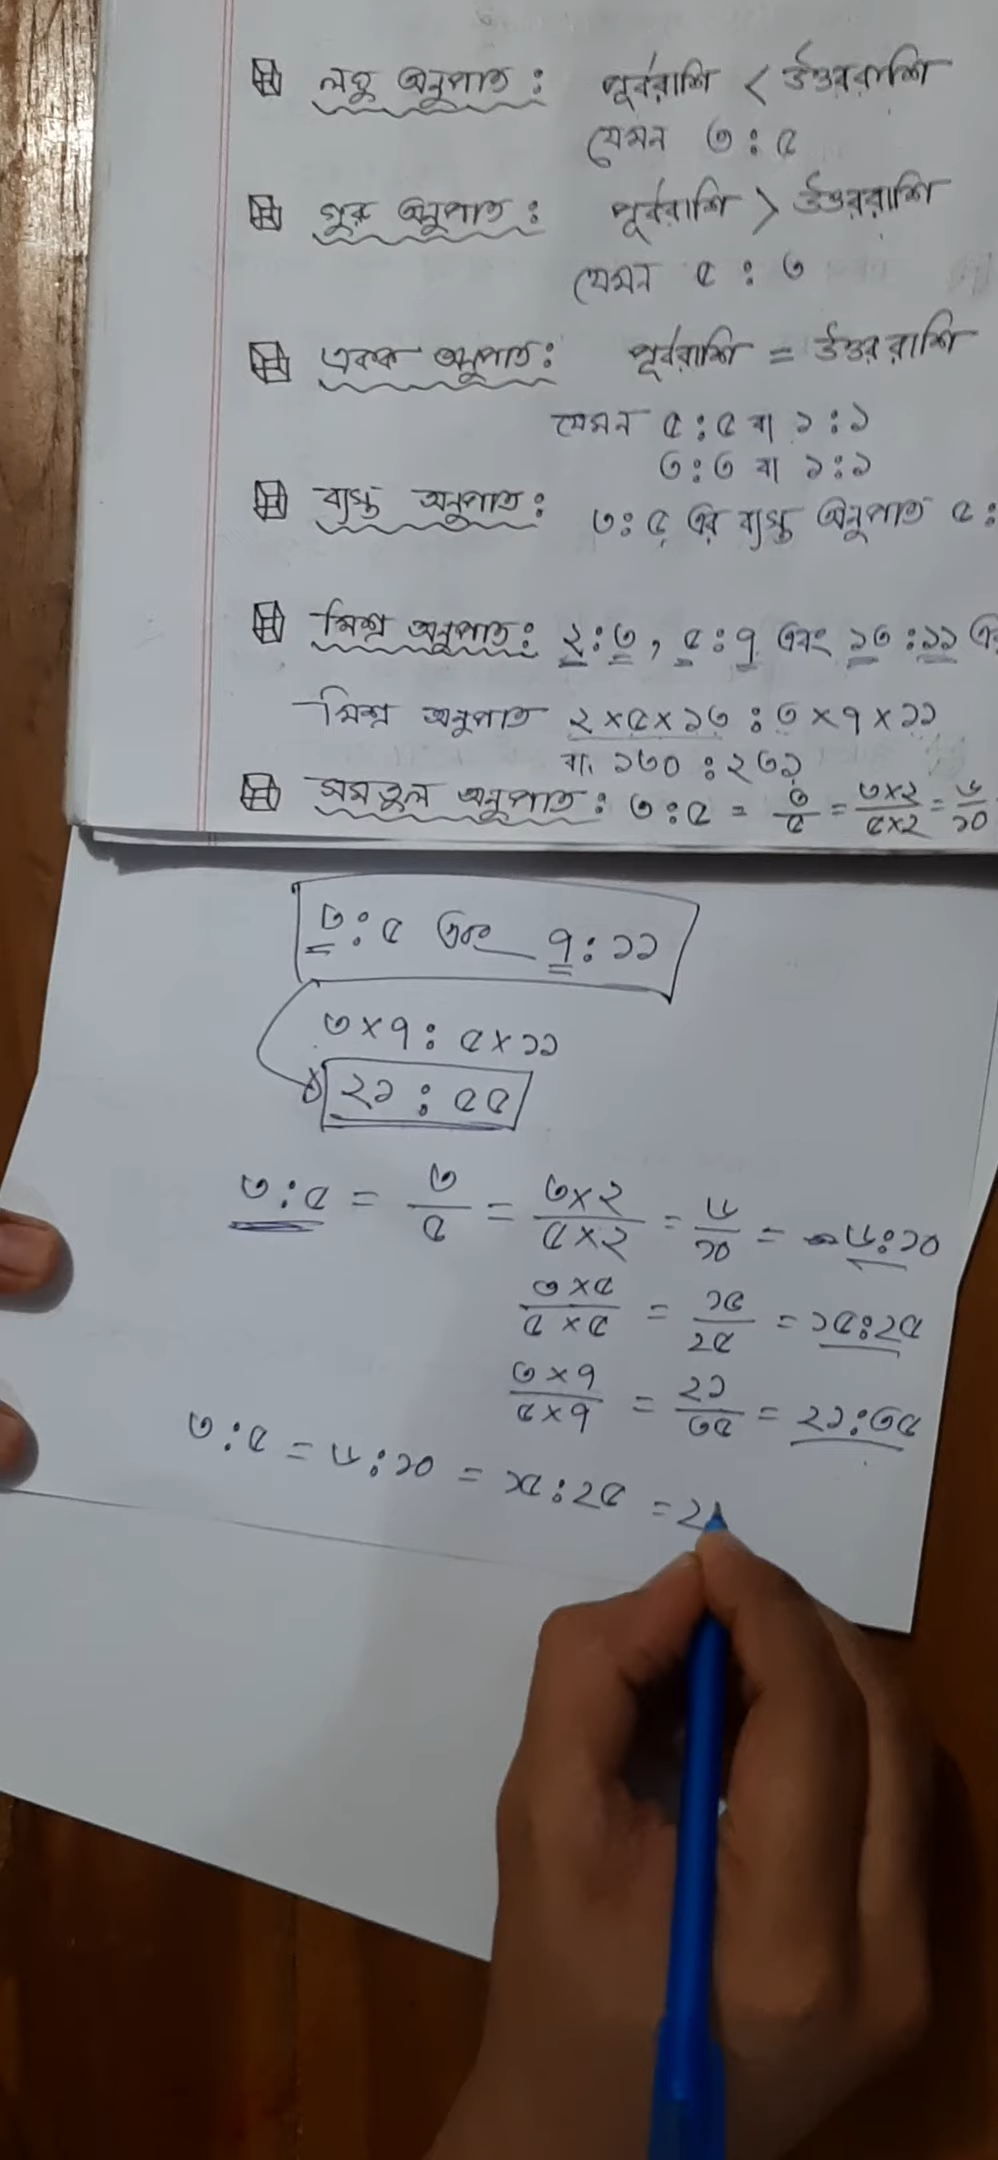 লঘু অনুপাত : পূর্বরাশি < উত্তররাশি
যেমন ৩ : ৫
গুরু অনুপাত : পূর্বরাশি > উত্তররাশি
যেমন ৫ : ৩
একক অনুপাত : পূর্বরাশি = উত্তর রাশি
যেমন ৫ : ৫ বা ১ : ১
৩ : ৩ বা ১ : ১
ব্যস্ত অনুপাত : ৩ : ৫ এর ব্যস্ত অনুপাত ৫ :
মিশ্র অনুপাত : ২ : ৩ , ৫ : ৭ এবং ১৩ : ১১
মিশ্র অনুপাত ২ × ৫ × ১৩ : ৩ × ৭ × ১১
বা, ১৩০ : ২৩১
সমতুল অনুপাত : ৩ : ৫ = ৩/৫ = ৩×২/৫×২ = ৬/১০
৩ : ৫ এবং ৭ : ১১
৩ × ৭ : ৫ × ১১
২১ : ৫৫
৩ : ৫ = ৩/৫ = ৩×২/৫×২ = ৬/১০ = ৬ : ১০
৩×৫/৫×৫ = ১৫/২৫ = ১৫ : ২৫
৩×৭/৫×৭ = ২১/৩৫ = ২১ : ৩৫
৩ : ৫ = ৬ : ১০ = ১৫ : ২৫ = ২